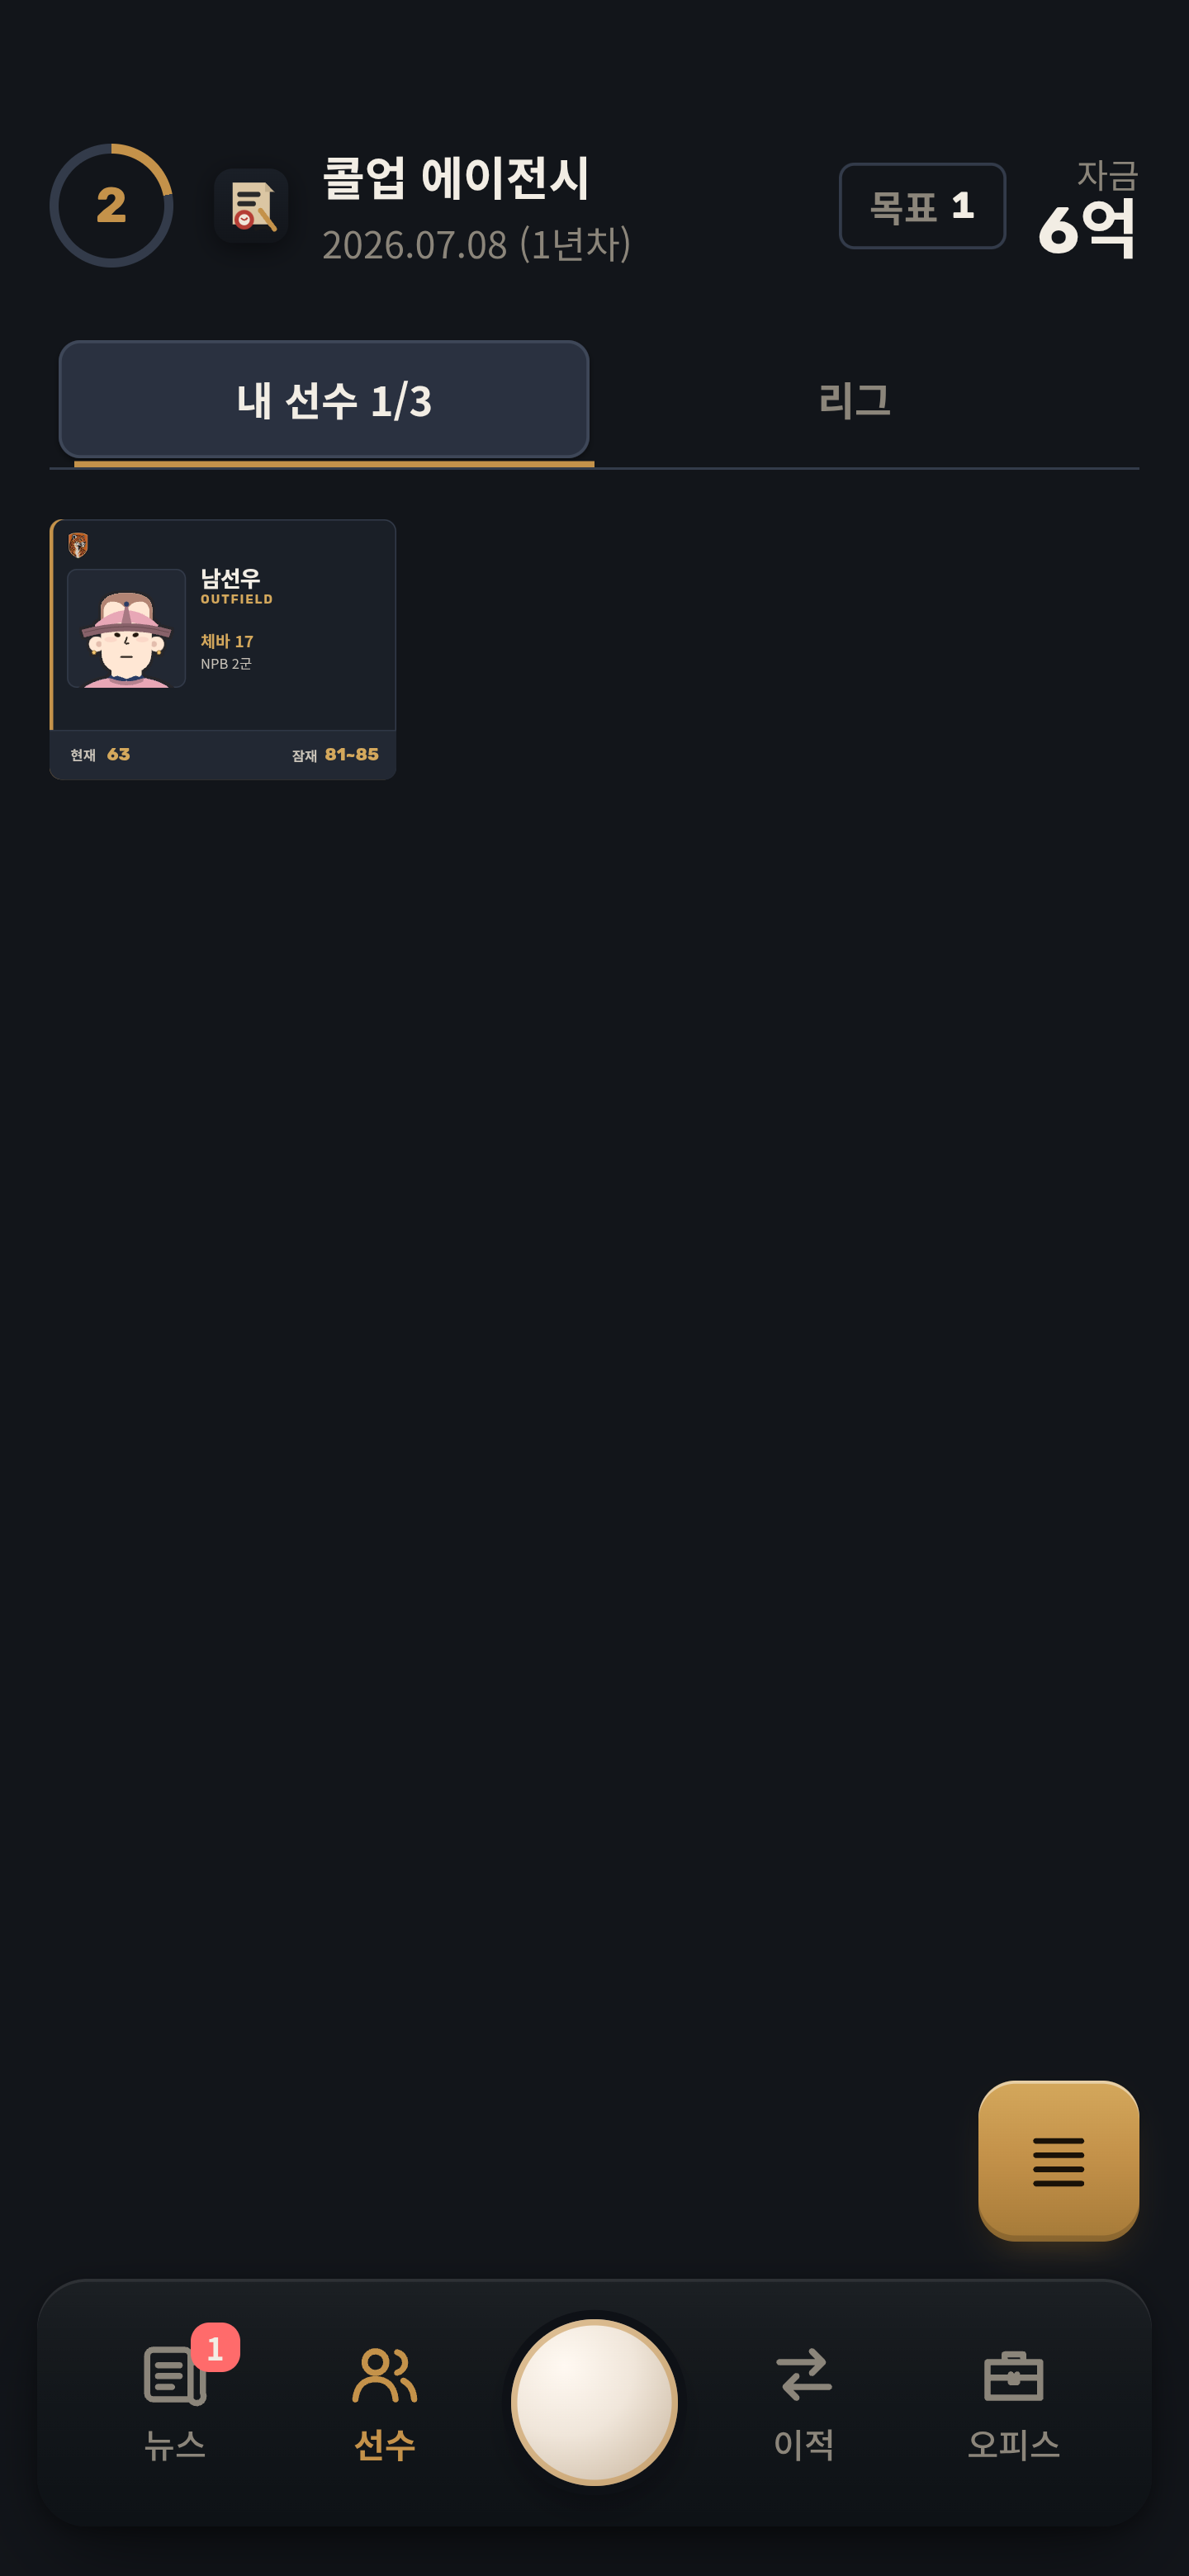 2
콜업 에이전시
2026.07.08 (1년차)
목표 1
자금
6억
내 선수 1/3
리그
남선우
OUTFIELD
체바 17
NPB 2군
현재 63
잠재 81~85
1
뉴스
선수
이적
오피스